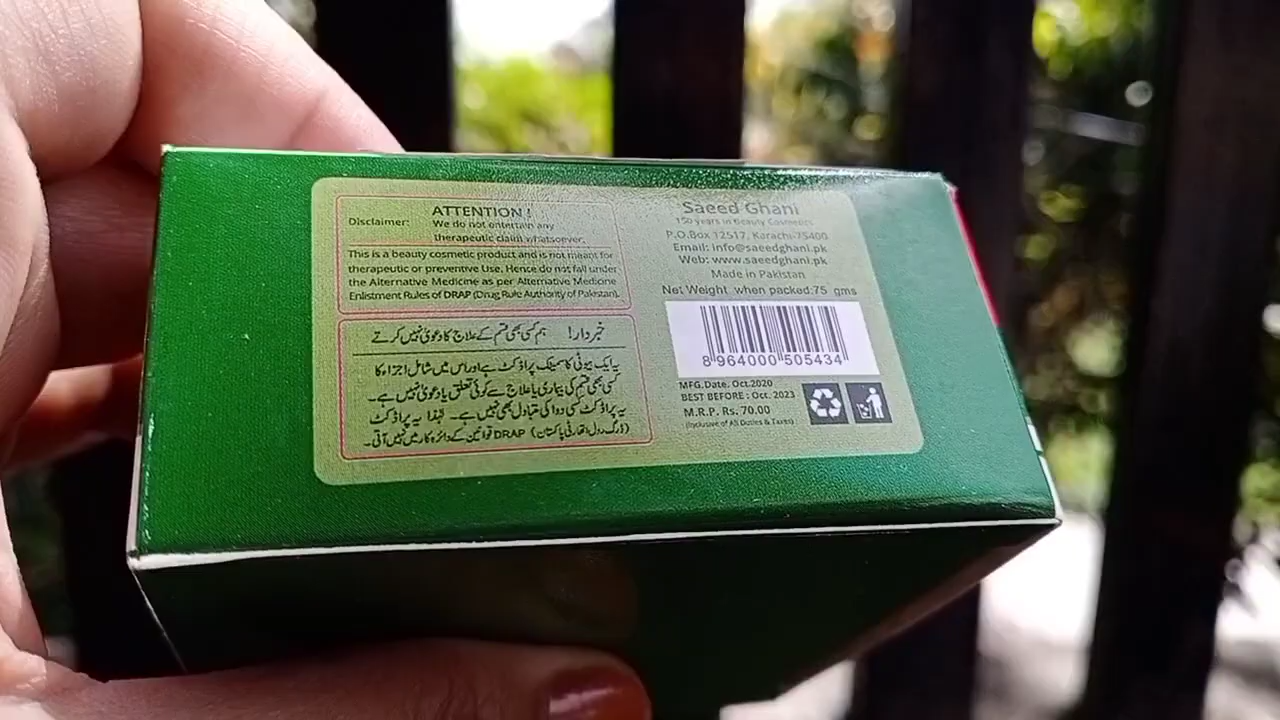 ATTENTION !
Disclaimer: We do not entertain any
therapeutic claim whatsoever.
This is a beauty cosmetic product and is not meant for
therapeutic or preventive Use. Hence do not fall under
the Alternative Medicine as per Alternative Medicine
Enlistment Rules of DRAP (Drug Rule Authority of Pakistan).
خبردار! ہم کسی بھی قسم کے علاج کا دعویٰ نہیں کرتے
یہ ایک بیوٹی کاسمیٹک پراڈکٹ ہے اور اس میں شامل اجزاء کا
کسی بھی قسم کی بیماری یا علاج سے کوئی تعلق یا دعویٰ نہیں ہے۔
یہ پراڈکٹ کسی دوا کی متبادل بھی نہیں ہے۔ لہٰذا یہ پراڈکٹ
(ڈرگ رول اتھارٹی پاکستان) DRAP قوانین کے دائرہ کار میں نہیں آتی۔
Saeed Ghani
150 years in Beauty Cosmetics
P.O.Box 12517, Karachi-75400
Email: info@saeedghani.pk
Web: www.saeedghani.pk
Made in Pakistan
Net Weight when packed:75 gms
8 964000 505434
MFG.Date. Oct.2020
BEST BEFORE : Oct. 2023
M.R.P. Rs. 70.00
(Inclusive of All Duties & Taxes)